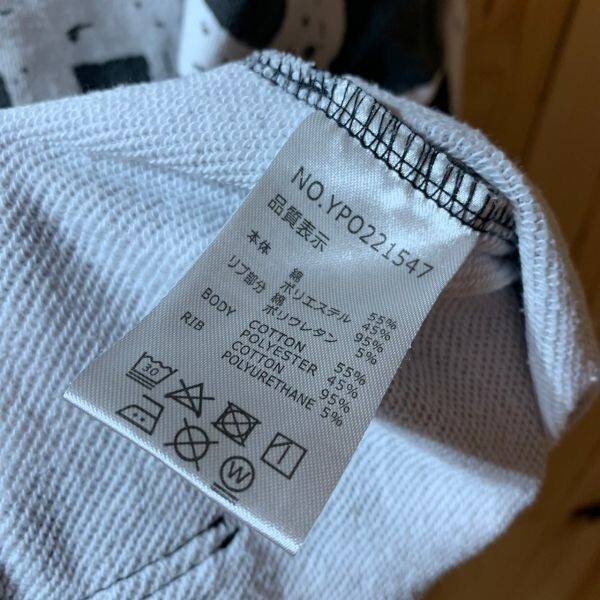 NO.YP0221547
品質表示
本体 綿 55%
ポリエステル 45%
リブ部分 綿 95%
ポリウレタン 5%
BODY COTTON 55%
POLYESTER 45%
RIB COTTON 95%
POLYURETHANE 5%
30
W